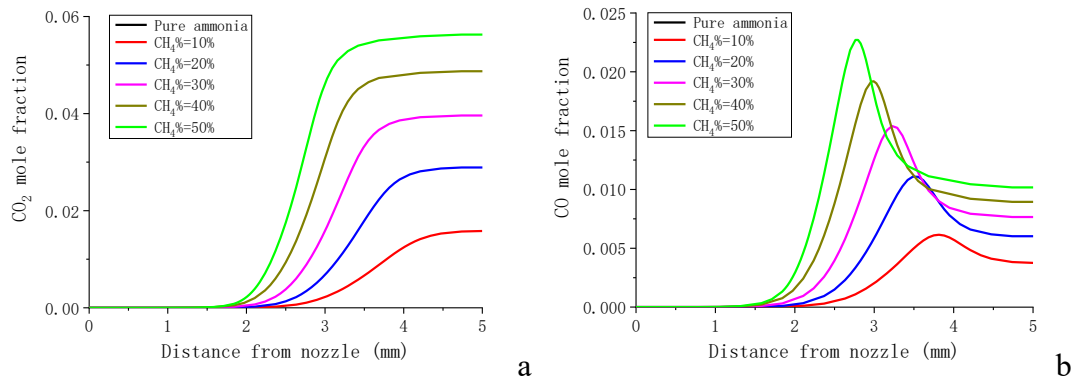 0.06
0.04
0.02
0.00
CO₂ mole fraction
Pure ammonia
CH₄%=10%
CH₄%=20%
CH₄%=30%
CH₄%=40%
CH₄%=50%
0 1 2 3 4 5
Distance from nozzle (mm)
a
0.025
0.020
0.015
0.010
0.005
0.000
CO mole fraction
Pure ammonia
CH₄%=10%
CH₄%=20%
CH₄%=30%
CH₄%=40%
CH₄%=50%
0 1 2 3 4 5
Distance from nozzle (mm)
b